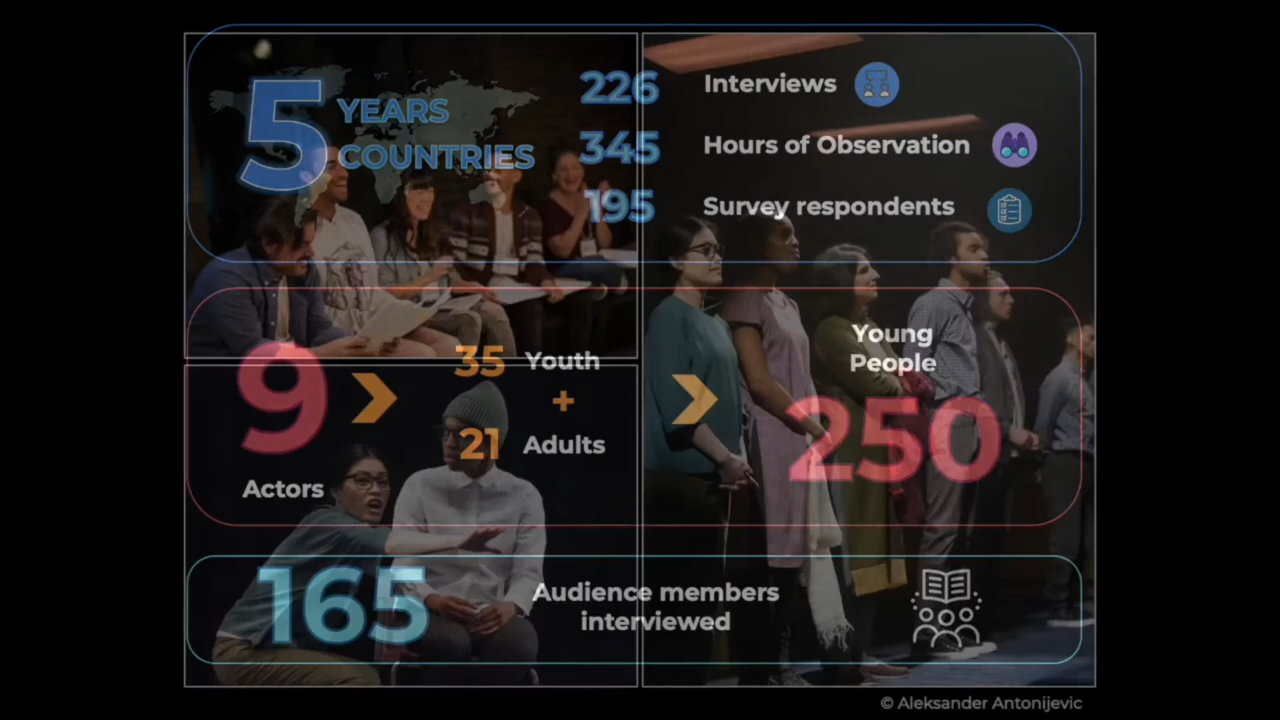 5
YEARS
COUNTRIES
226 Interviews
345 Hours of Observation
195 Survey respondents
9
Actors
35 Youth
+
21 Adults
Young
People
250
165
Audience members
interviewed
© Aleksander Antonijevic